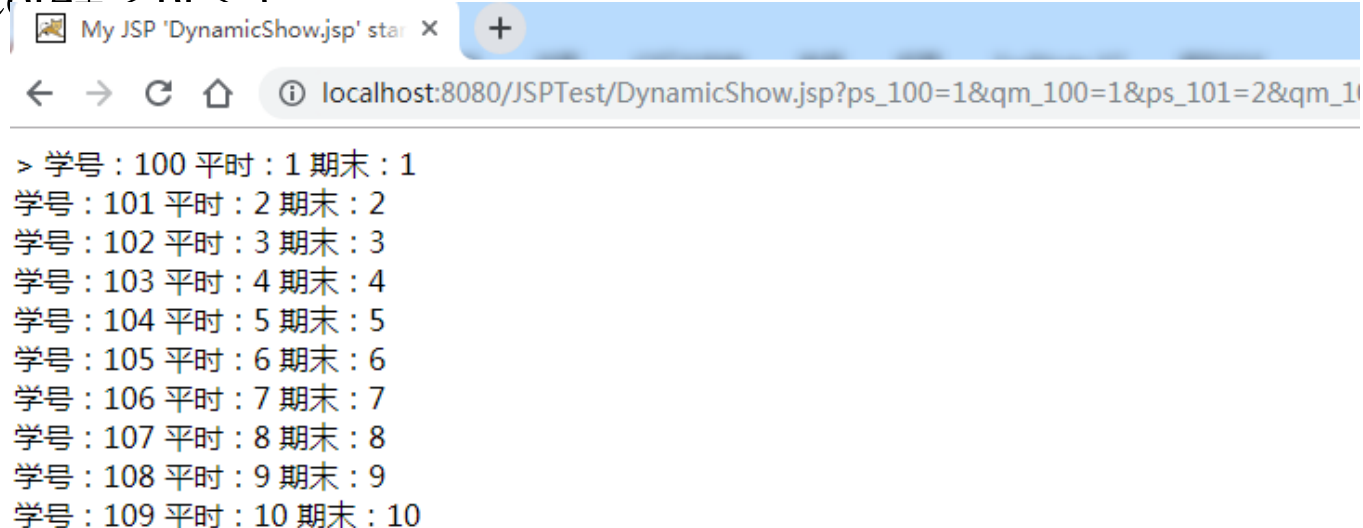 My JSP 'DynamicShow.jsp' star
localhost:8080/JSPTest/DynamicShow.jsp?ps_100=1&qm_100=1&ps_101=2&qm_10
> 学号：100 平时：1 期末：1
学号：101 平时：2 期末：2
学号：102 平时：3 期末：3
学号：103 平时：4 期末：4
学号：104 平时：5 期末：5
学号：105 平时：6 期末：6
学号：106 平时：7 期末：7
学号：107 平时：8 期末：8
学号：108 平时：9 期末：9
学号：109 平时：10 期末：10